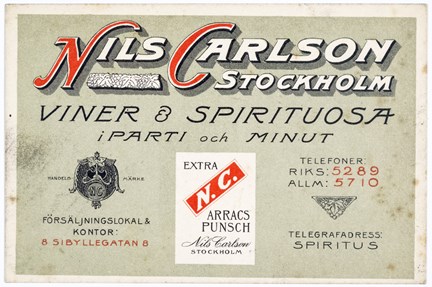 NILS CARLSON
STOCKHOLM
VINER & SPIRITUOSA
i PARTI och MINUT
HANDELS- MÄRKE
N.C.
FÖRSÄLJNINGSLOKAL &
KONTOR:
8 SIBYLLEGATAN 8
EXTRA
N.C.
ARRACS
PUNSCH
Nils Carlson
STOCKHOLM
TELEFONER:
RIKS: 5289
ALLM: 5710
TELEGRAFADRESS:
SPIRITUS